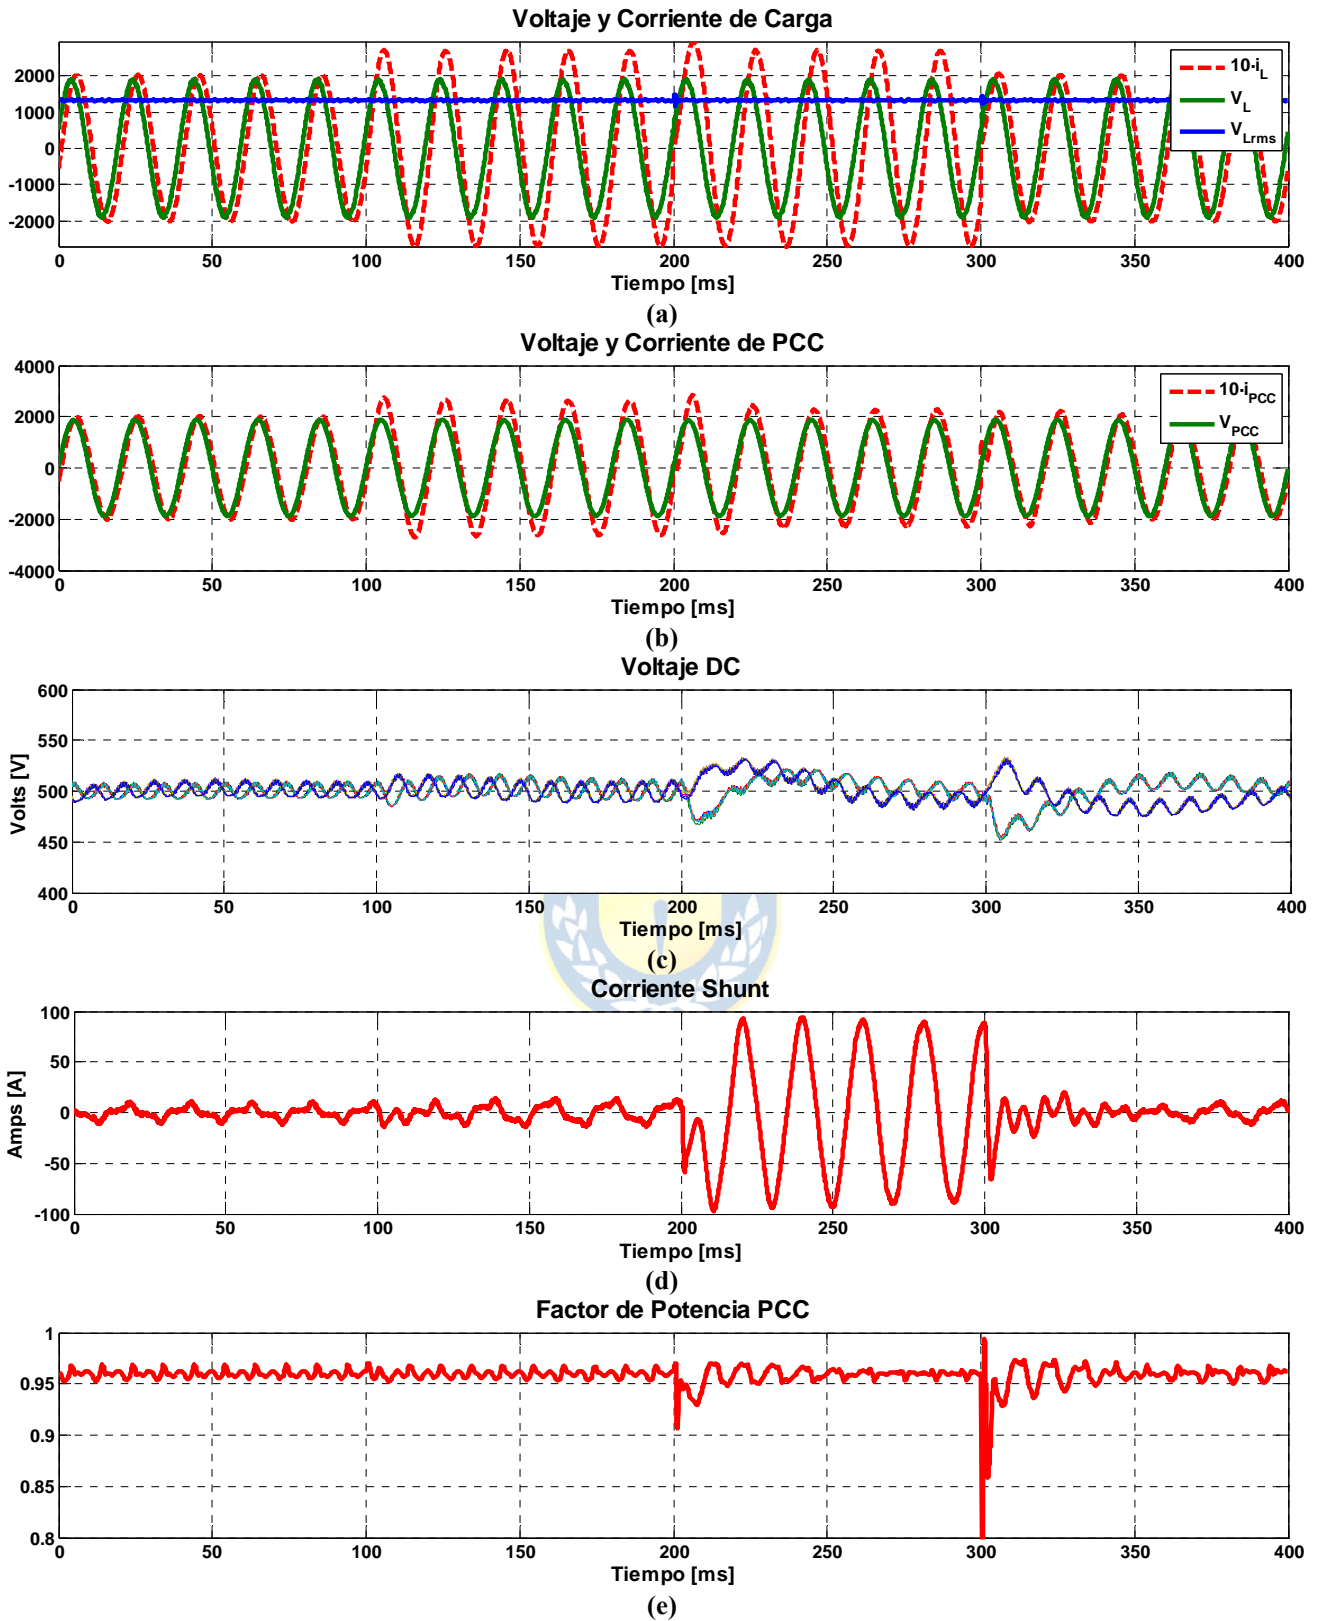 Voltaje y Corriente de Carga
2000
1000
0
-1000
-2000
10·iL
VL
VLrms
0 50 100 150 200 250 300 350 400
Tiempo [ms]
(a)
Voltaje y Corriente de PCC
4000
2000
0
-2000
-4000
10·iPCC
VPCC
0 50 100 150 200 250 300 350 400
Tiempo [ms]
(b)
Voltaje DC
Volts [V]
600
550
500
450
400
0 50 100 150 200 250 300 350 400
Tiempo [ms]
(c)
Corriente Shunt
Amps [A]
100
50
0
-50
-100
0 50 100 150 200 250 300 350 400
Tiempo [ms]
(d)
Factor de Potencia PCC
1
0.95
0.9
0.85
0.8
0 50 100 150 200 250 300 350 400
Tiempo [ms]
(e)